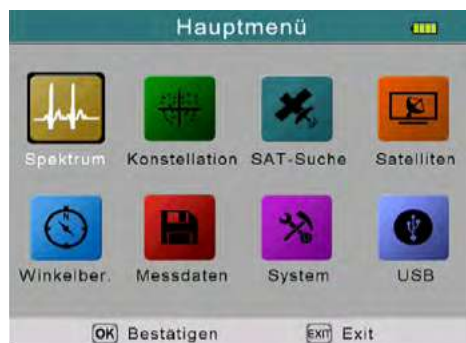 Hauptmenü
Spektrum Konstellation SAT-Suche Satelliten
N
Winkelber. Messdaten System USB
OK Bestätigen EXIT Exit